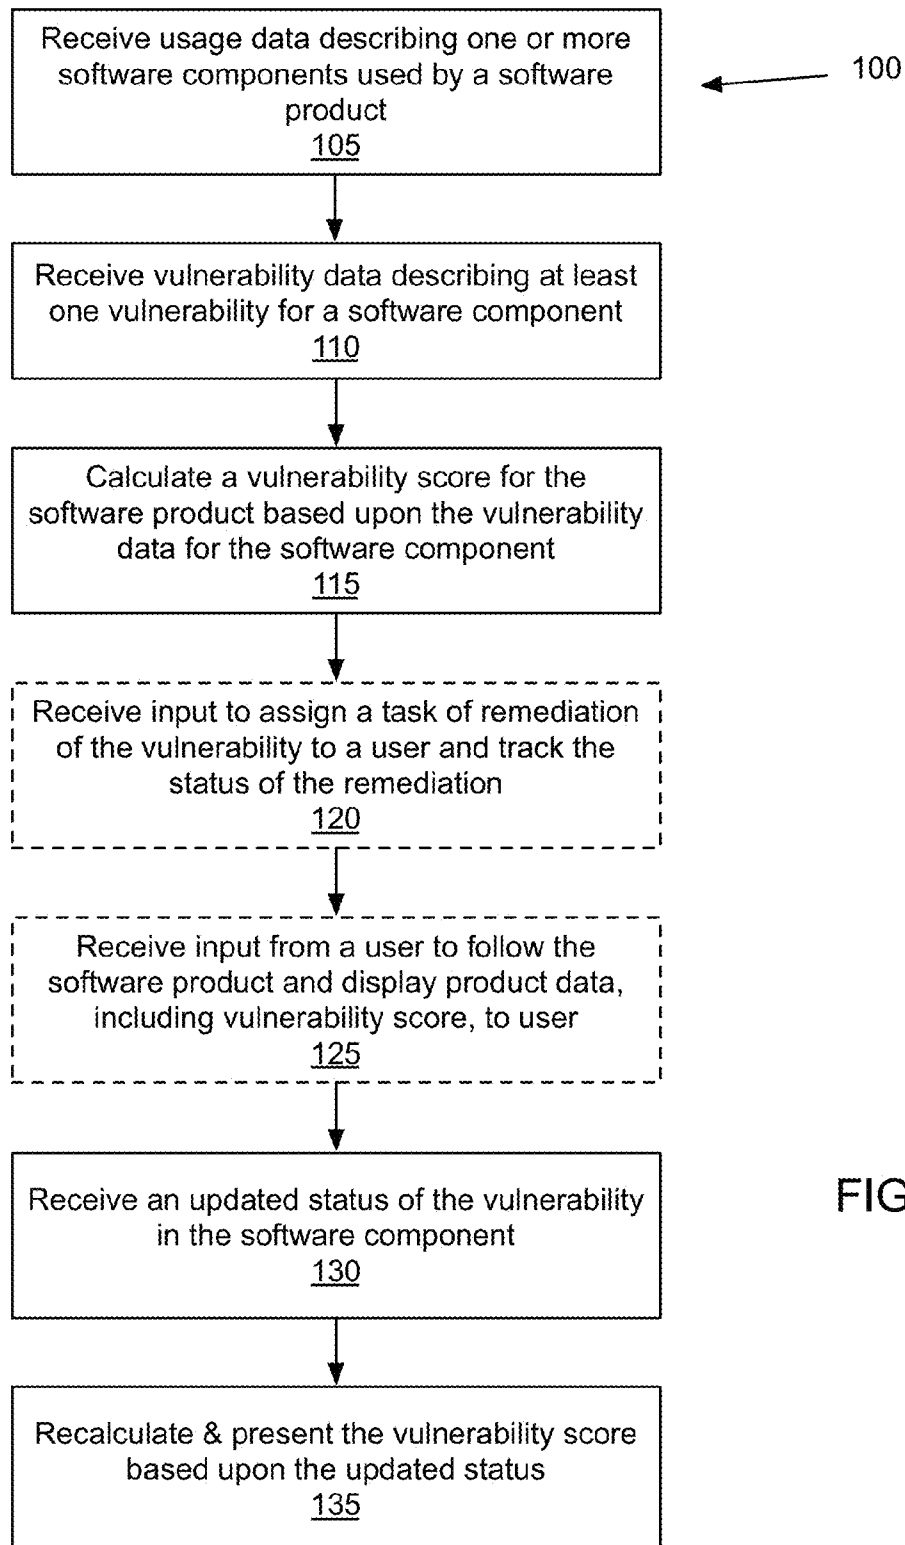 Receive usage data describing one or more
software components used by a software
product
105
100
Receive vulnerability data describing at least
one vulnerability for a software component
110
Calculate a vulnerability score for the
software product based upon the vulnerability
data for the software component
115
Receive input to assign a task of remediation
of the vulnerability to a user and track the
status of the remediation
120
Receive input from a user to follow the
software product and display product data,
including vulnerability score, to user
125
Receive an updated status of the vulnerability
in the software component
130
FIG
Recalculate & present the vulnerability score
based upon the updated status
135